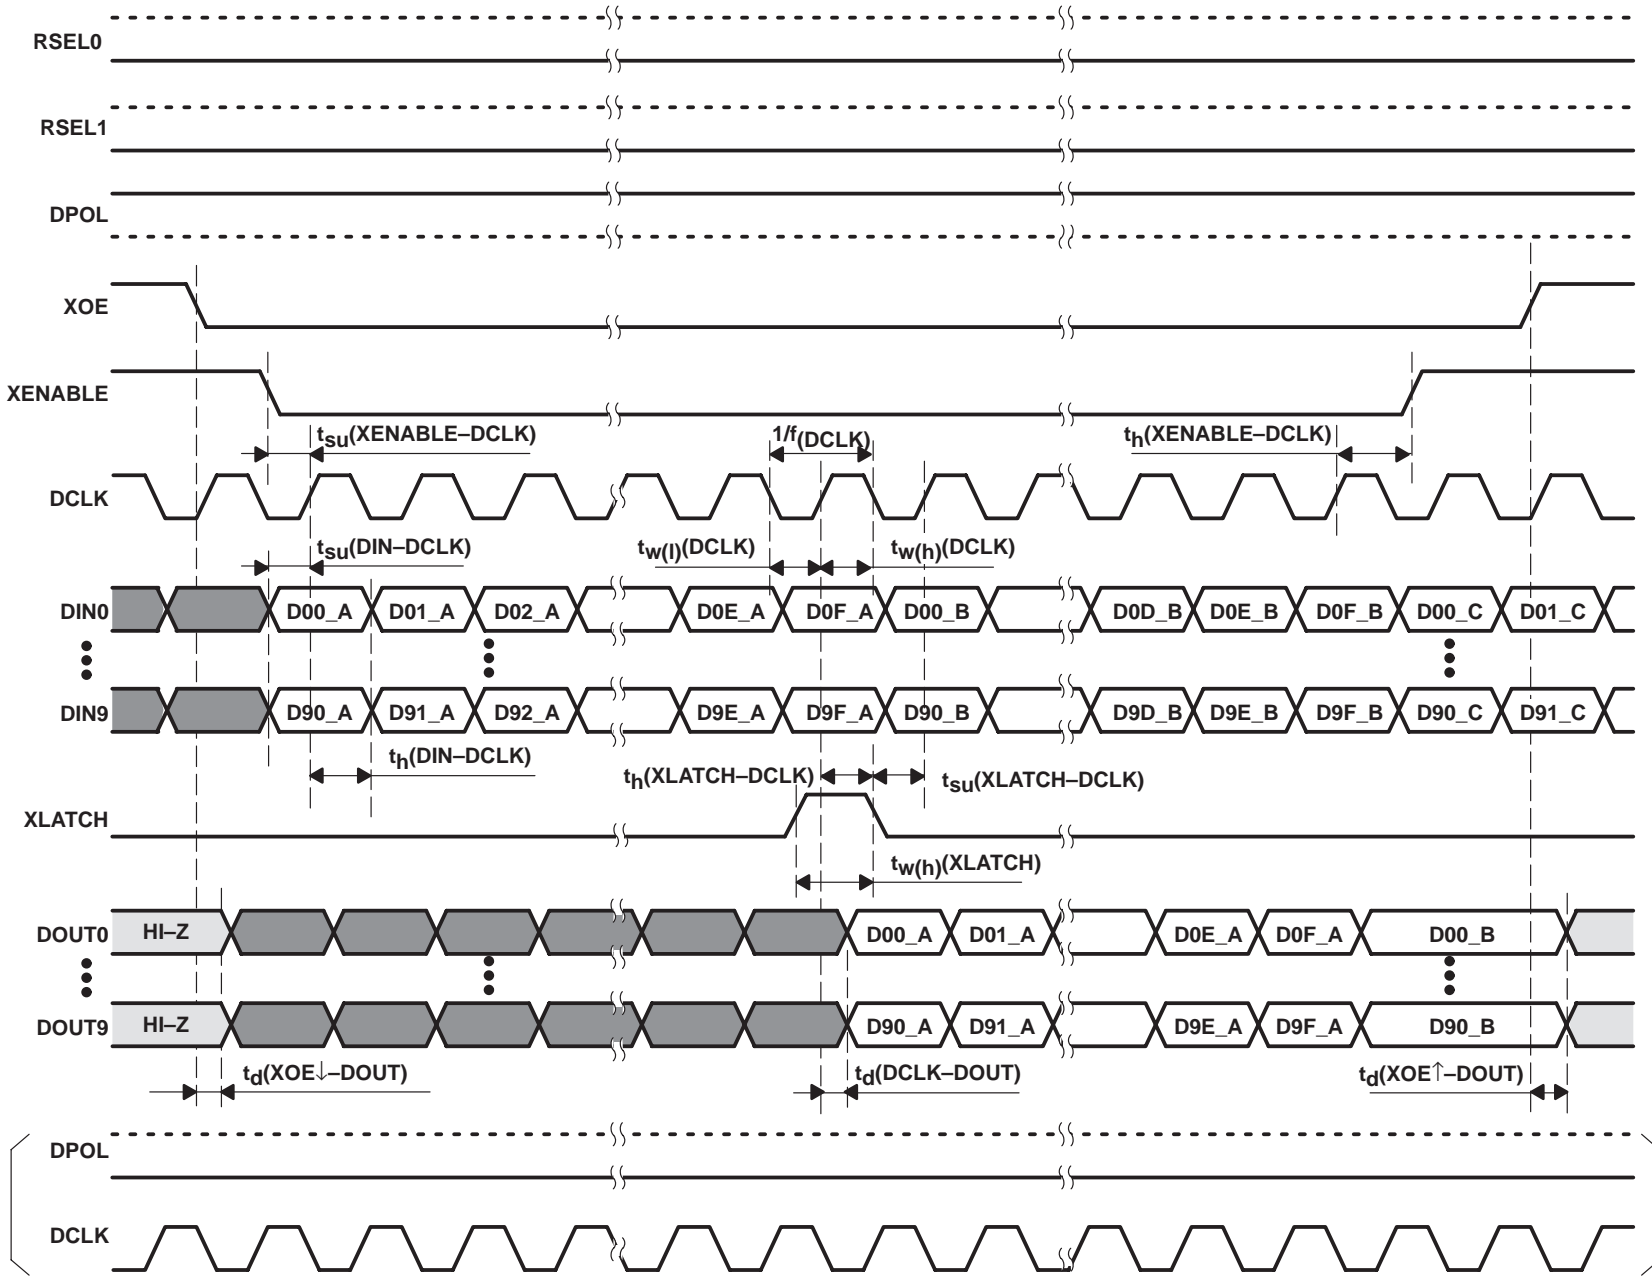 RSEL0
RSEL1
DPOL
XOE
XENABLE
tsu(XENABLE–DCLK)
1/f(DCLK)
th(XENABLE–DCLK)
DCLK
tsu(DIN–DCLK)
tw(l)(DCLK)
tw(h)(DCLK)
DIN0 D00_A D01_A D02_A D0E_A D0F_A D00_B D0D_B D0E_B D0F_B D00_C D01_C
DIN9 D90_A D91_A D92_A D9E_A D9F_A D90_B D9D_B D9E_B D9F_B D90_C D91_C
th(DIN–DCLK)
th(XLATCH–DCLK)
tsu(XLATCH–DCLK)
XLATCH
tw(h)(XLATCH)
DOUT0 HI–Z D00_A D01_A D0E_A D0F_A D00_B
DOUT9 HI–Z D90_A D91_A D9E_A D9F_A D90_B
td(XOE↓–DOUT)
td(DCLK–DOUT)
td(XOE↑–DOUT)
DPOL
DCLK